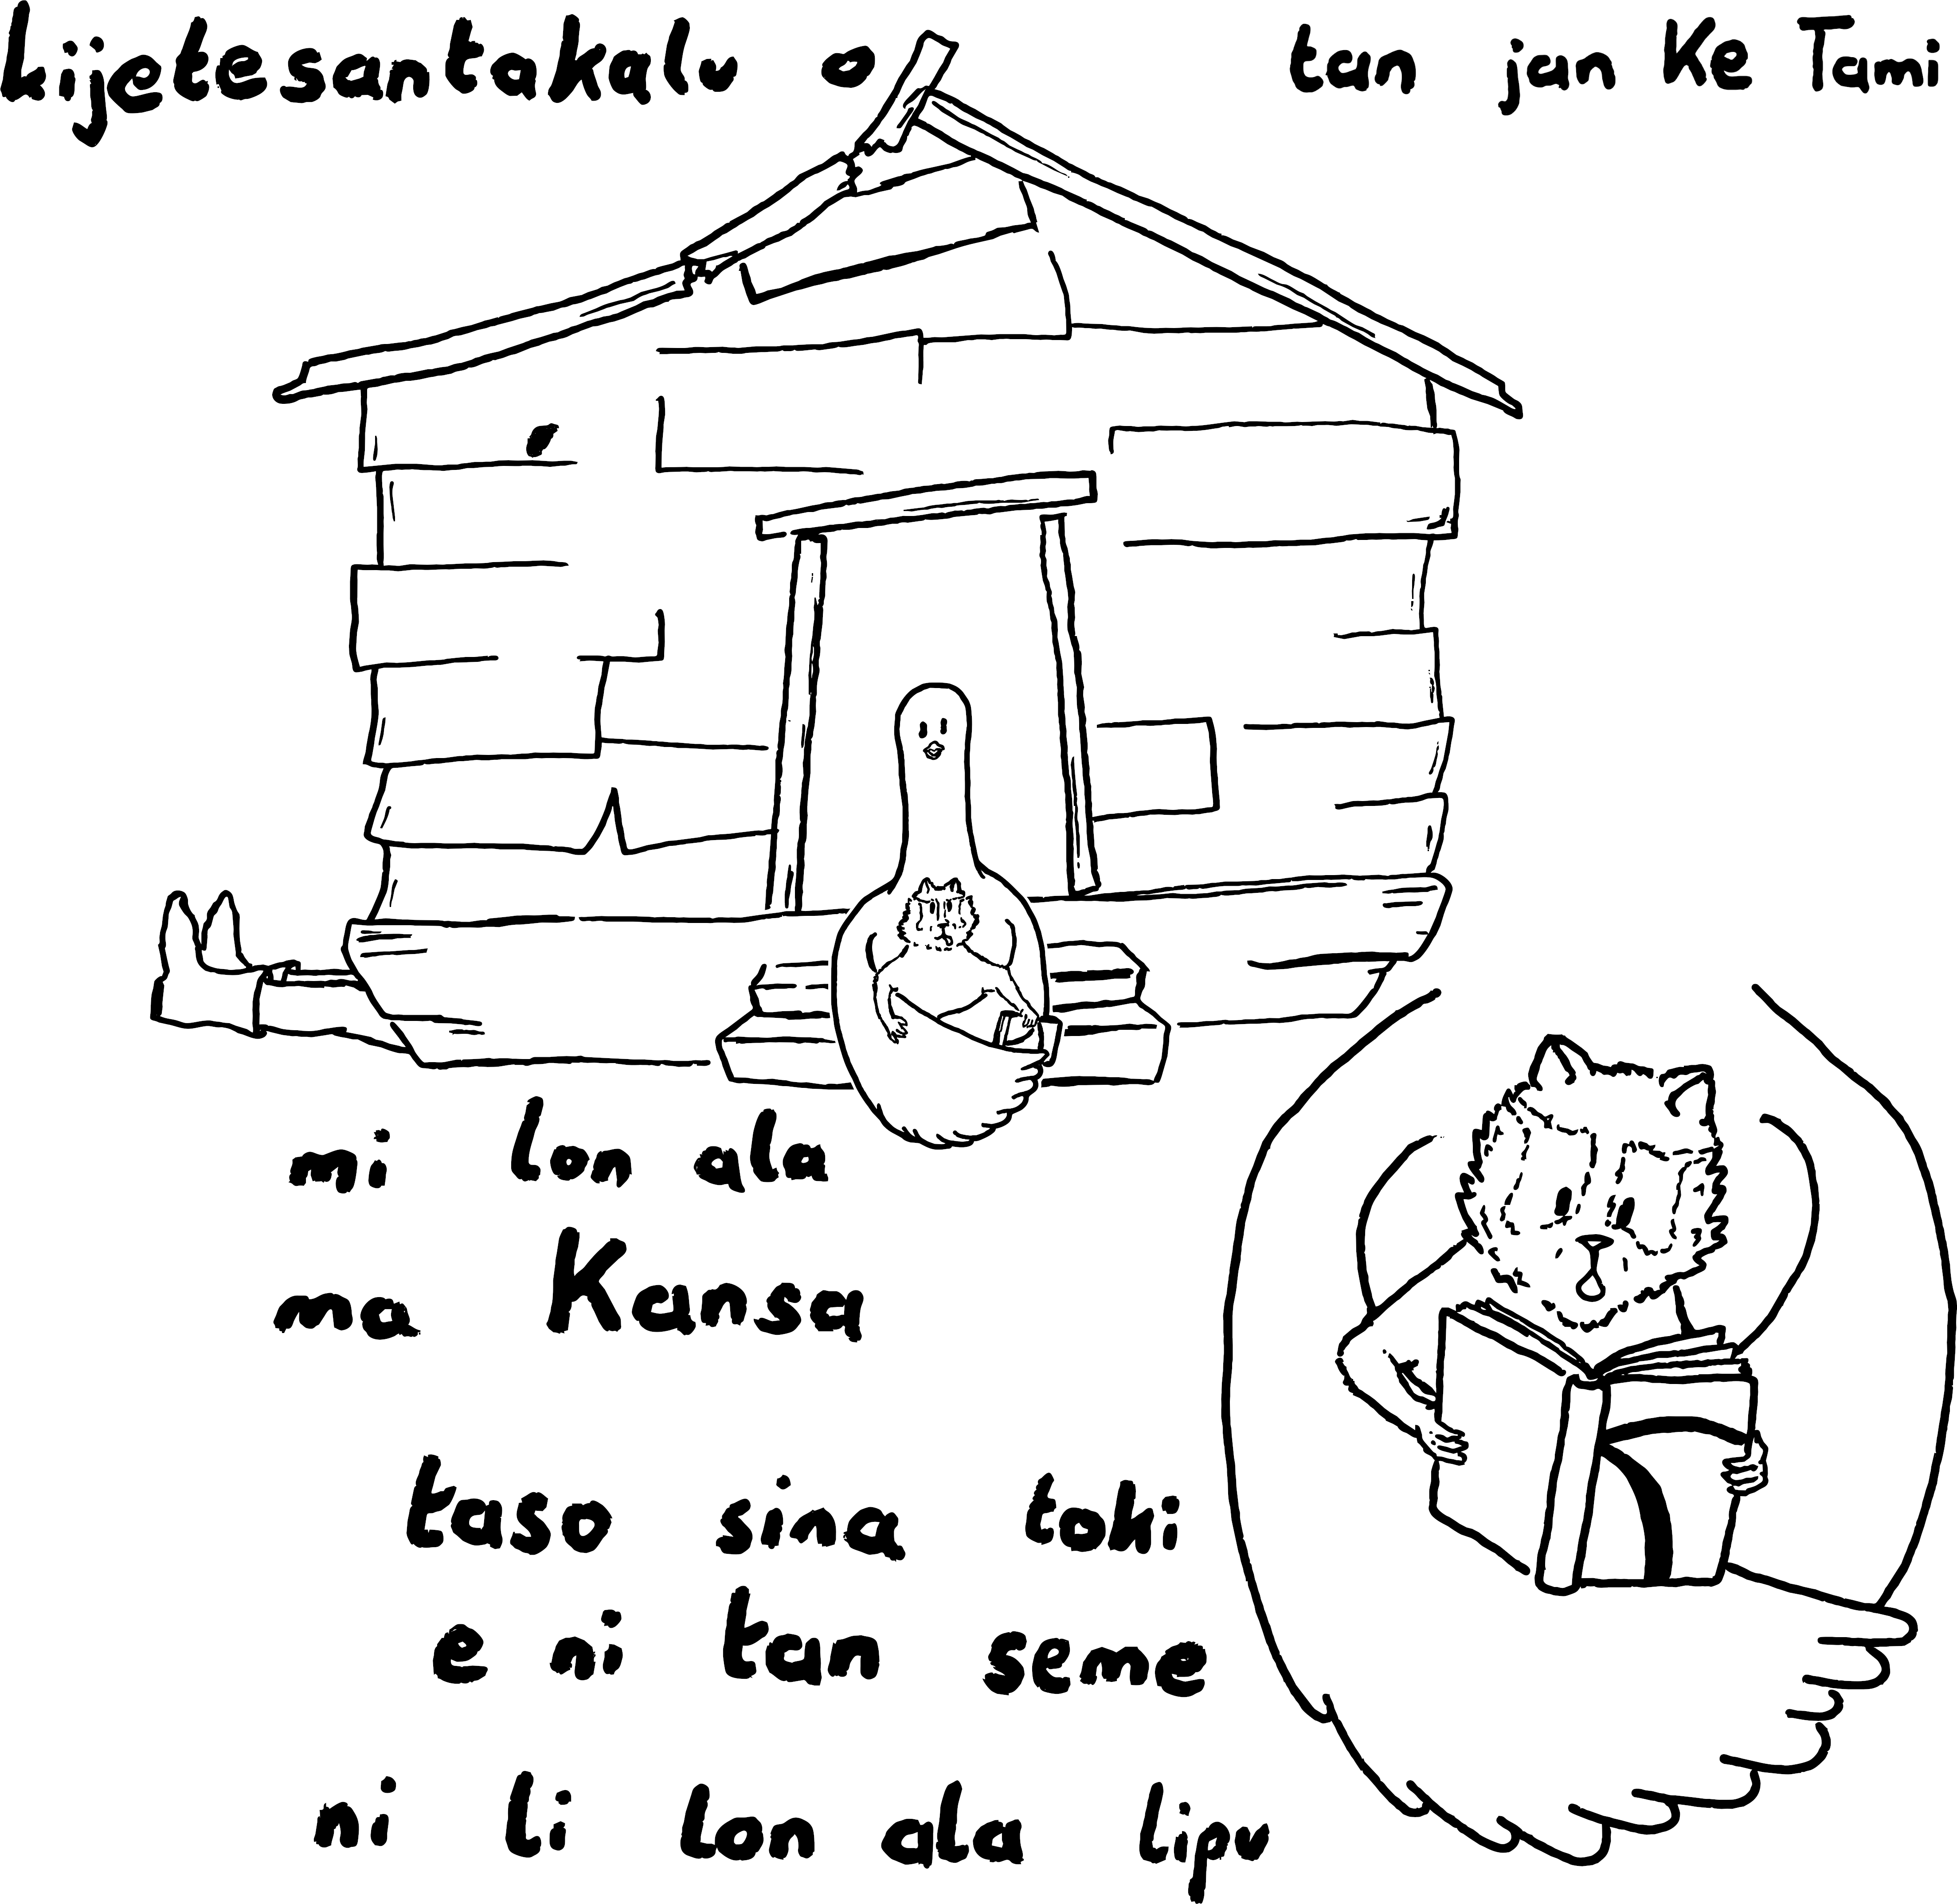 kijetesantakalu o tan jan Ke Tami
mi lon ala
ma Kansa
taso sina toki
e ni tan seme
ni li lon ala lipu